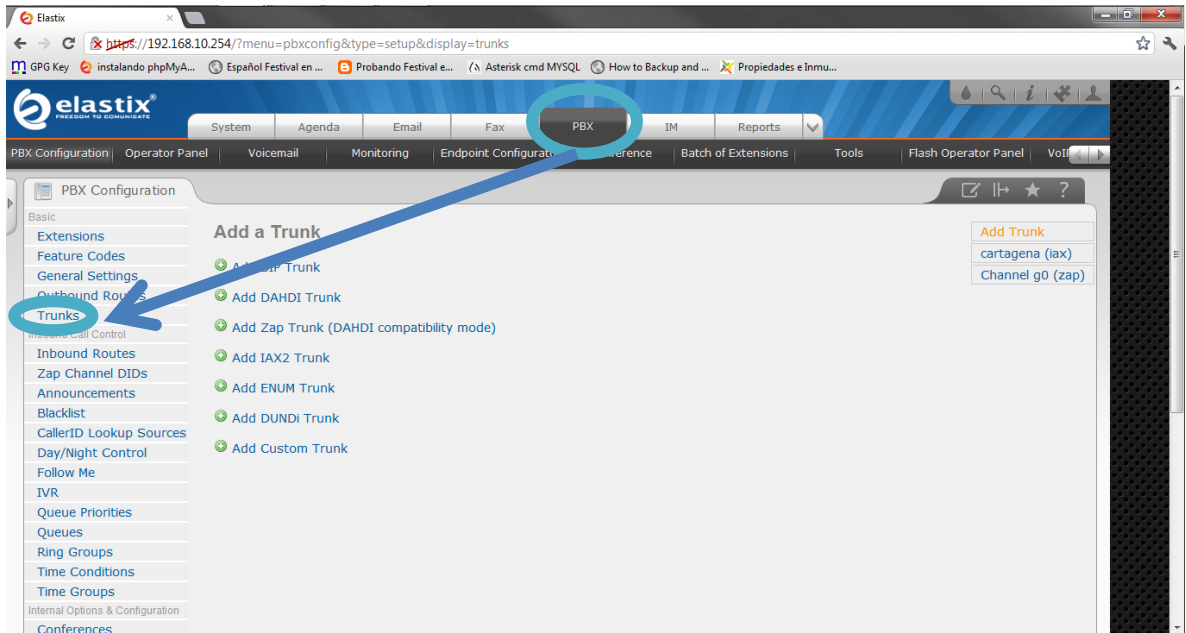 Elastix
https://192.168.10.254/?menu=pbxconfig&type=setup&display=trunks
GPG Key instalando phpMyA... Español Festival en ... Probando Festival e... Asterisk cmd MYSQL How to Backup and ... Propiedades e Inmu...
elastix®
FREEDOM TO COMMUNICATE
System Agenda Email Fax PBX IM Reports
PBX Configuration Operator Panel Voicemail Monitoring Endpoint Configurat erence Batch of Extensions Tools Flash Operator Panel VoI
PBX Configuration
Basic
Extensions
Feature Codes
General Settings
Outbound Routes
Trunks
Inbound Call Control
Inbound Routes
Zap Channel DIDs
Announcements
Blacklist
CallerID Lookup Sources
Day/Night Control
Follow Me
IVR
Queue Priorities
Queues
Ring Groups
Time Conditions
Time Groups
Internal Options & Configuration
Conferences
Add a Trunk
Add SIP Trunk
Add DAHDI Trunk
Add Zap Trunk (DAHDI compatibility mode)
Add IAX2 Trunk
Add ENUM Trunk
Add DUNDi Trunk
Add Custom Trunk
Add Trunk
cartagena (iax)
Channel g0 (zap)